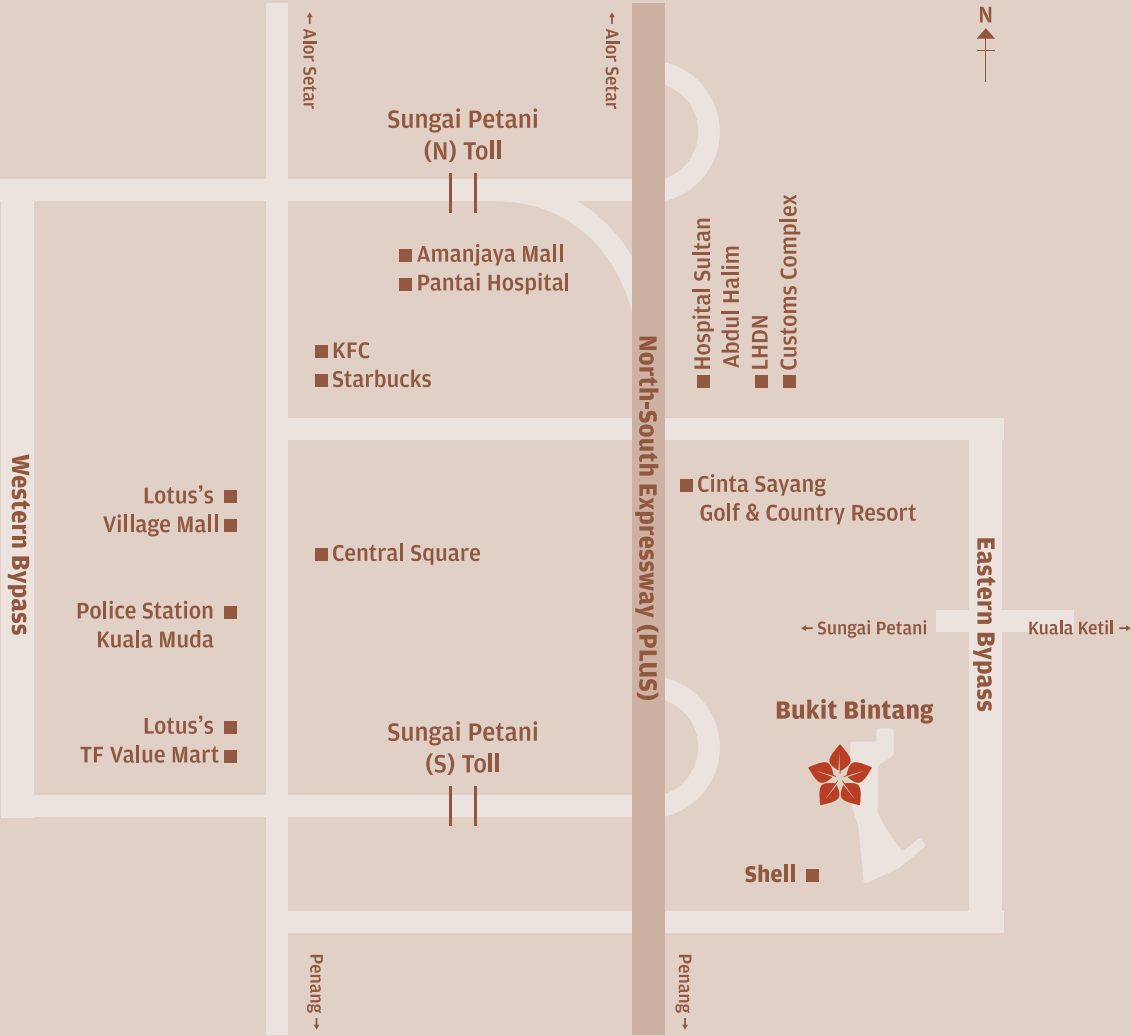 ← Alor Setar
← Alor Setar
N
Sungai Petani
(N) Toll
Amanjaya Mall
Pantai Hospital
Hospital Sultan
Abdul Halim
LHDN
Customs Complex
KFC
Starbucks
North-South Expressway (PLUS)
Western Bypass
Lotus's
Village Mall
Central Square
Cinta Sayang
Golf & Country Resort
Eastern Bypass
Police Station
Kuala Muda
← Sungai Petani
Kuala Ketil →
Bukit Bintang
Lotus's
TF Value Mart
Sungai Petani
(S) Toll
Shell
Penang →
Penang →